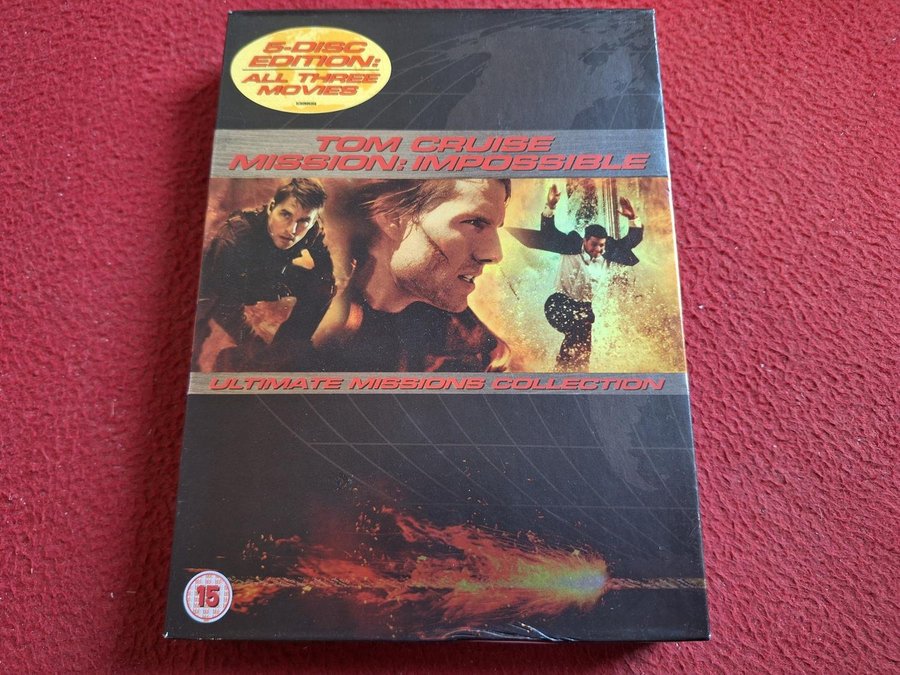 5-DISC
EDITION:
ALL THREE
MOVIES
TOM CRUISE
MISSION: IMPOSSIBLE
ULTIMATE MISSIONS COLLECTION
15